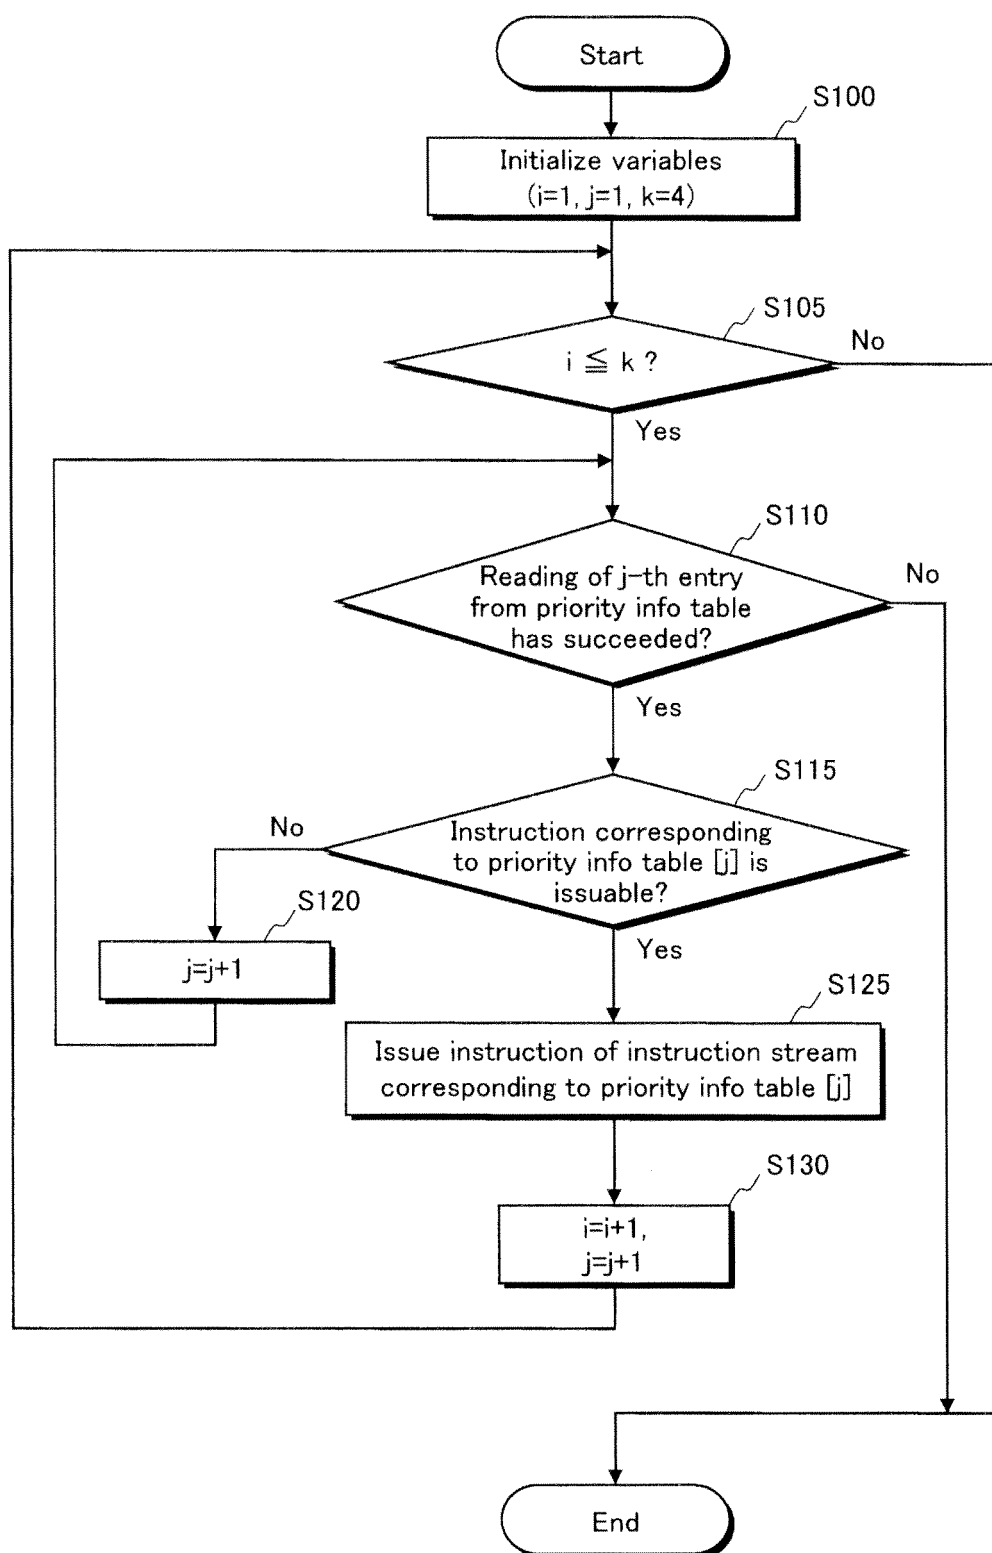 Start
S100
Initialize variables
(i=1, j=1, k=4)
S105
i ≦ k ?
No
Yes
S110
Reading of j-th entry
from priority info table
has succeeded?
No
Yes
S115
Instruction corresponding
to priority info table [j] is
issuable?
No
S120
j=j+1
Yes
S125
Issue instruction of instruction stream
corresponding to priority info table [j]
S130
i=i+1,
j=j+1
End